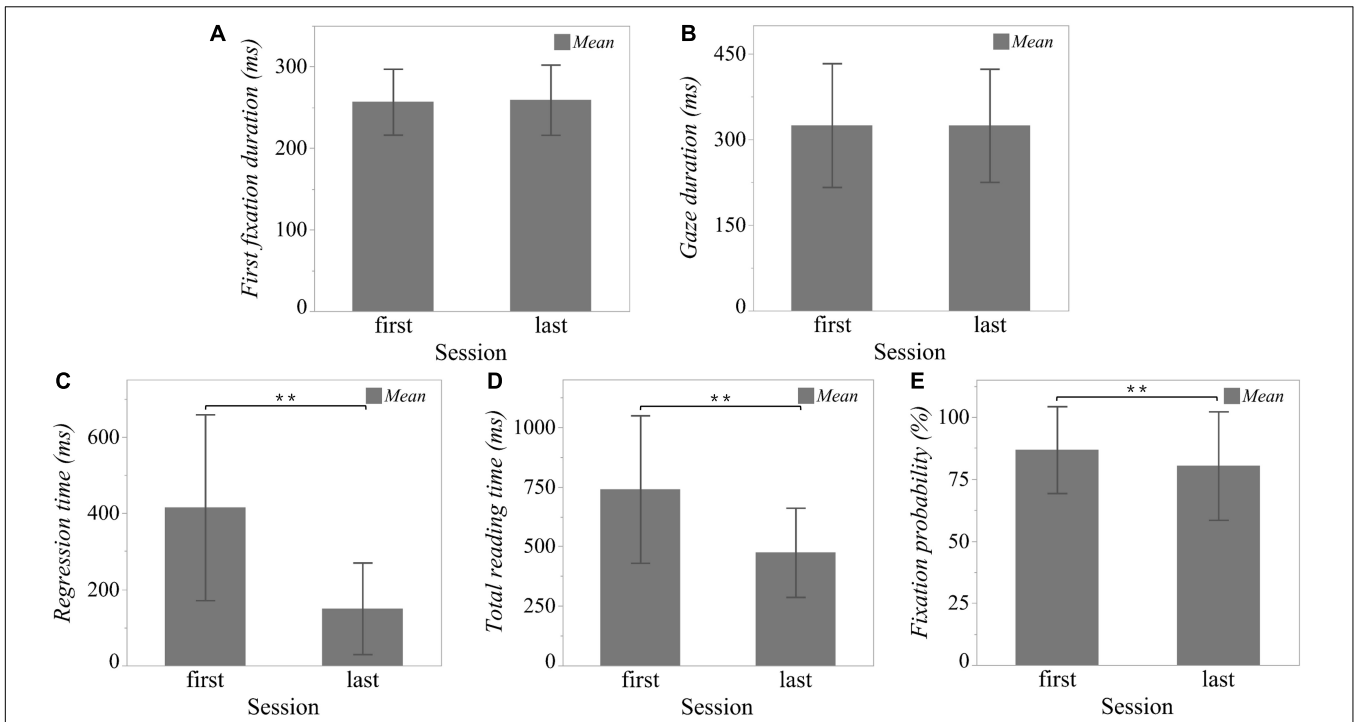 A
Mean
First fixation duration (ms)
300
200
100
0
first last
Session
B
Mean
Gaze duration (ms)
450
300
150
0
first last
Session
C
Mean
**
Regression time (ms)
600
400
200
0
first last
Session
D
Mean
**
Total reading time (ms)
1000
750
500
250
0
first last
Session
E
Mean
**
Fixation probability (%)
100
75
50
25
0
first last
Session